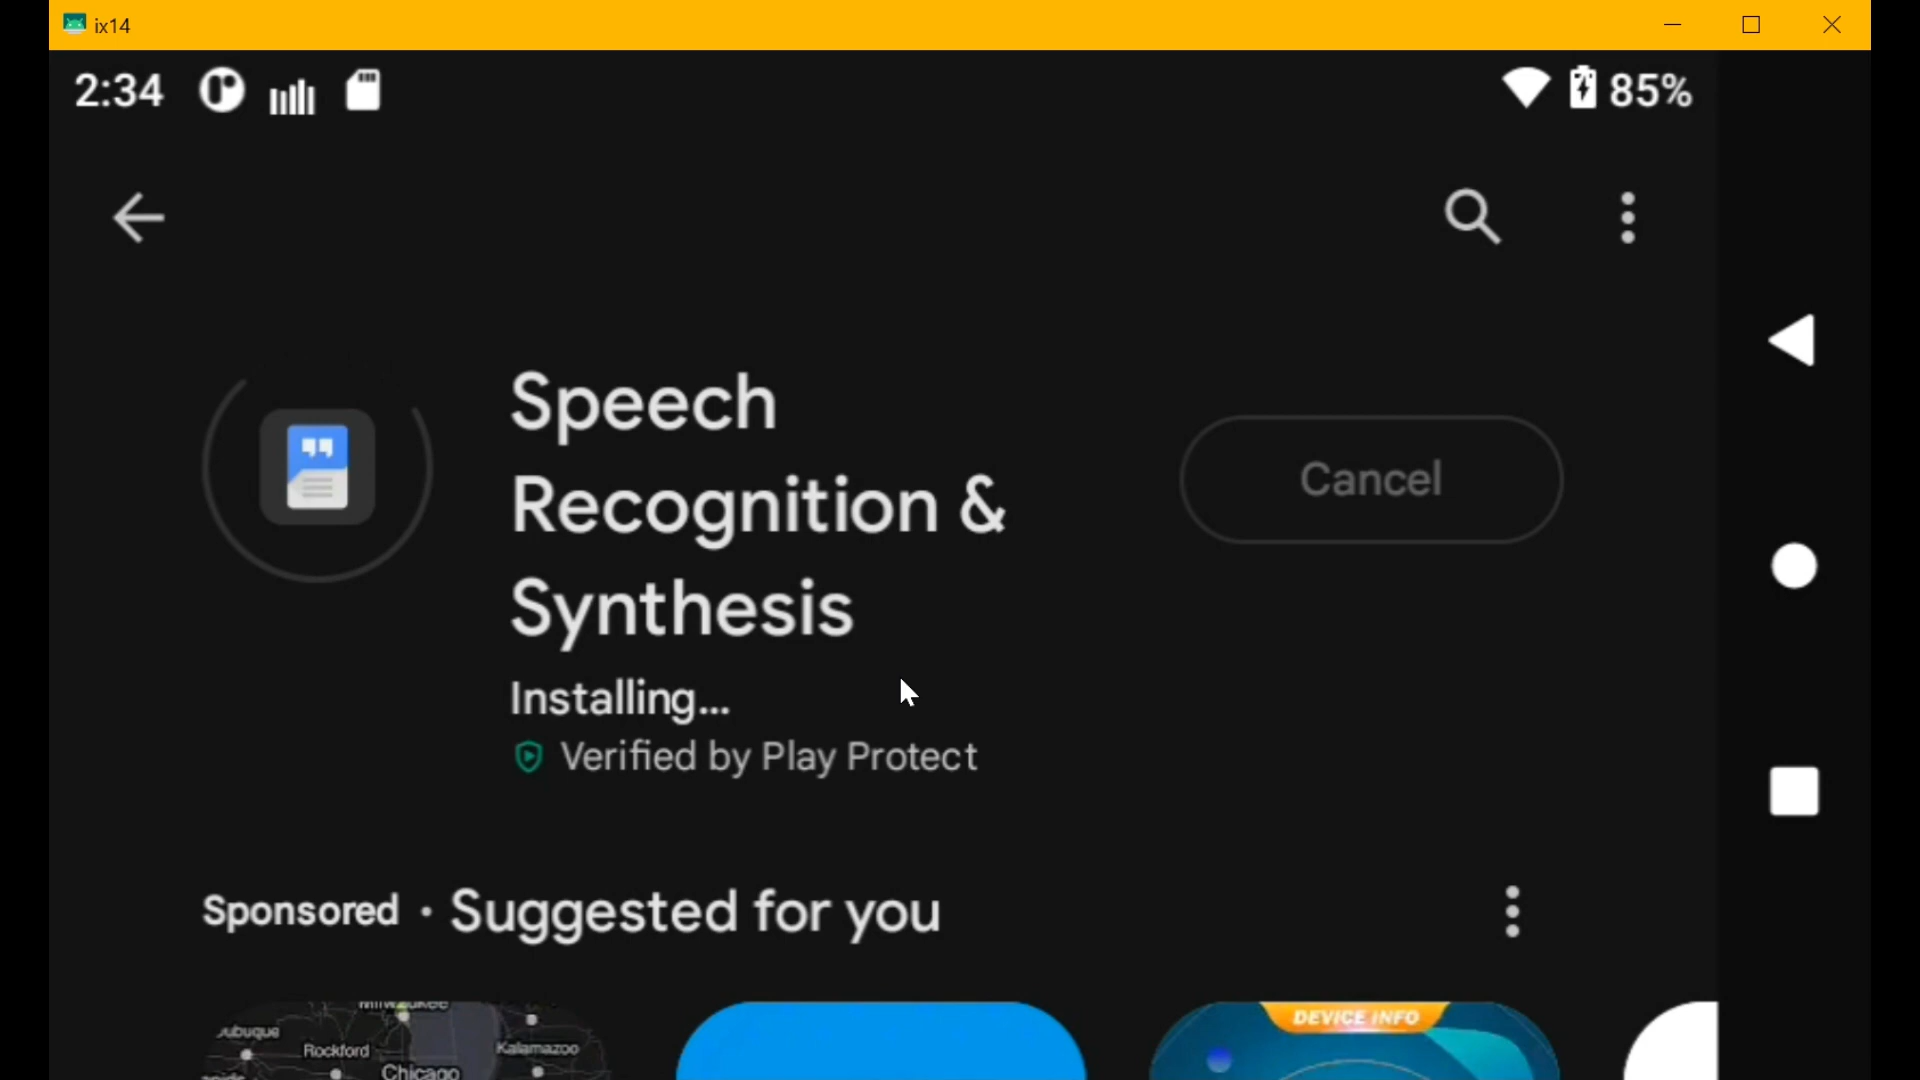 ix14
2:34
85%
Speech
Recognition &
Synthesis
Cancel
Installing...
Verified by Play Protect
Sponsored · Suggested for you
Milwaukee
Rockford
Kalamazoo
Chicago
DEVICE INFO